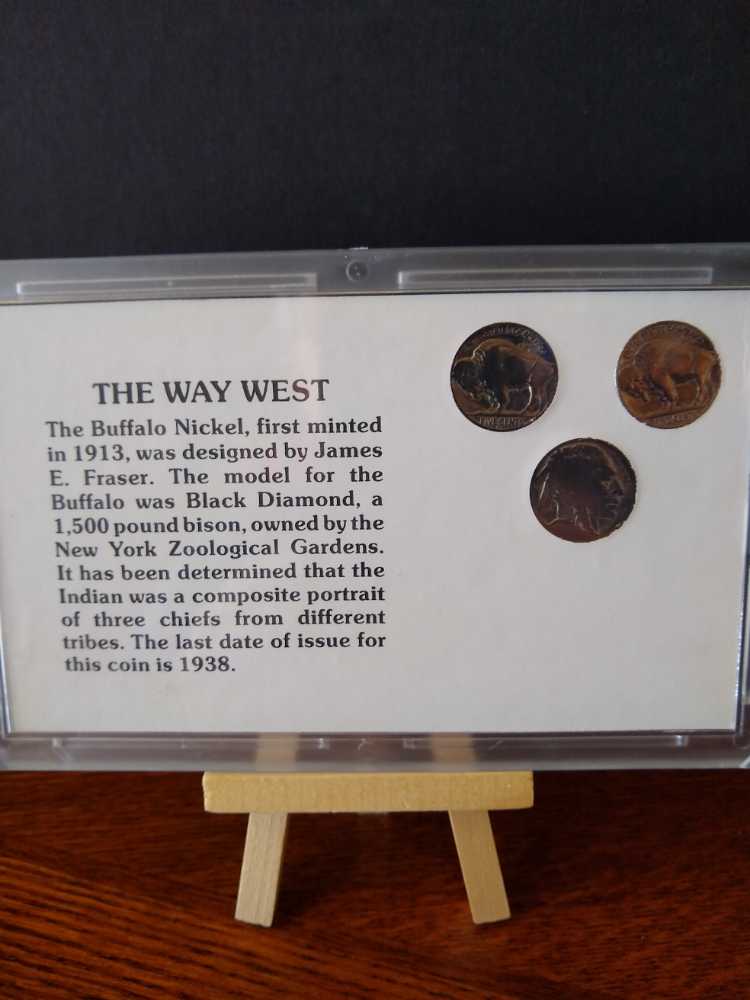 THE WAY WEST
The Buffalo Nickel, first minted
in 1913, was designed by James
E. Fraser. The model for the
Buffalo was Black Diamond, a
1,500 pound bison, owned by the
New York Zoological Gardens.
It has been determined that the
Indian was a composite portrait
of three chiefs from different
tribes. The last date of issue for
this coin is 1938.
FIVE CENTS